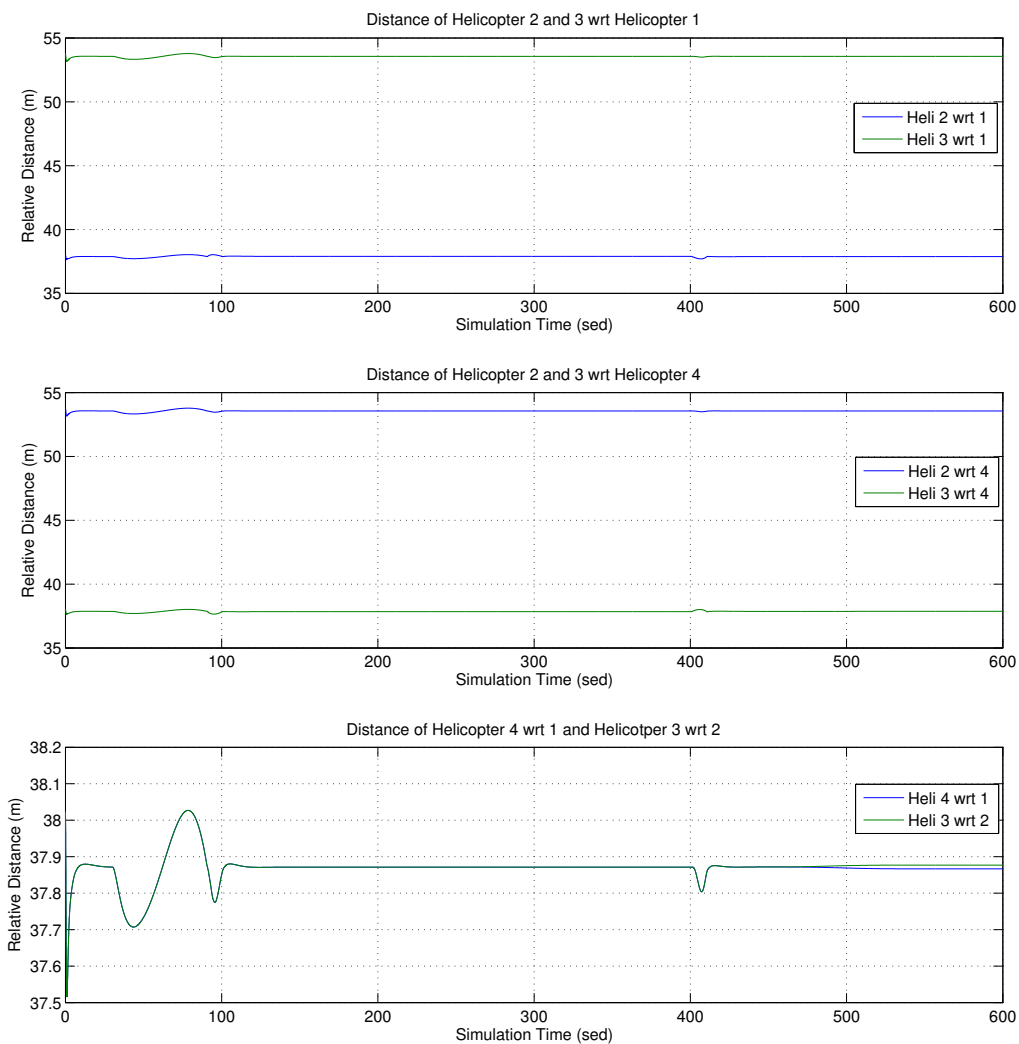 Distance of Helicopter 2 and 3 wrt Helicopter 1
55
50
45
40
35
Relative Distance (m)
Heli 2 wrt 1
Heli 3 wrt 1
0 100 200 300 400 500 600
Simulation Time (sed)
Distance of Helicopter 2 and 3 wrt Helicopter 4
55
50
45
40
35
Relative Distance (m)
Heli 2 wrt 4
Heli 3 wrt 4
0 100 200 300 400 500 600
Simulation Time (sed)
Distance of Helicopter 4 wrt 1 and Helicotper 3 wrt 2
38.2
38.1
38
37.9
37.8
37.7
37.6
37.5
Relative Distance (m)
Heli 4 wrt 1
Heli 3 wrt 2
0 100 200 300 400 500 600
Simulation Time (sed)